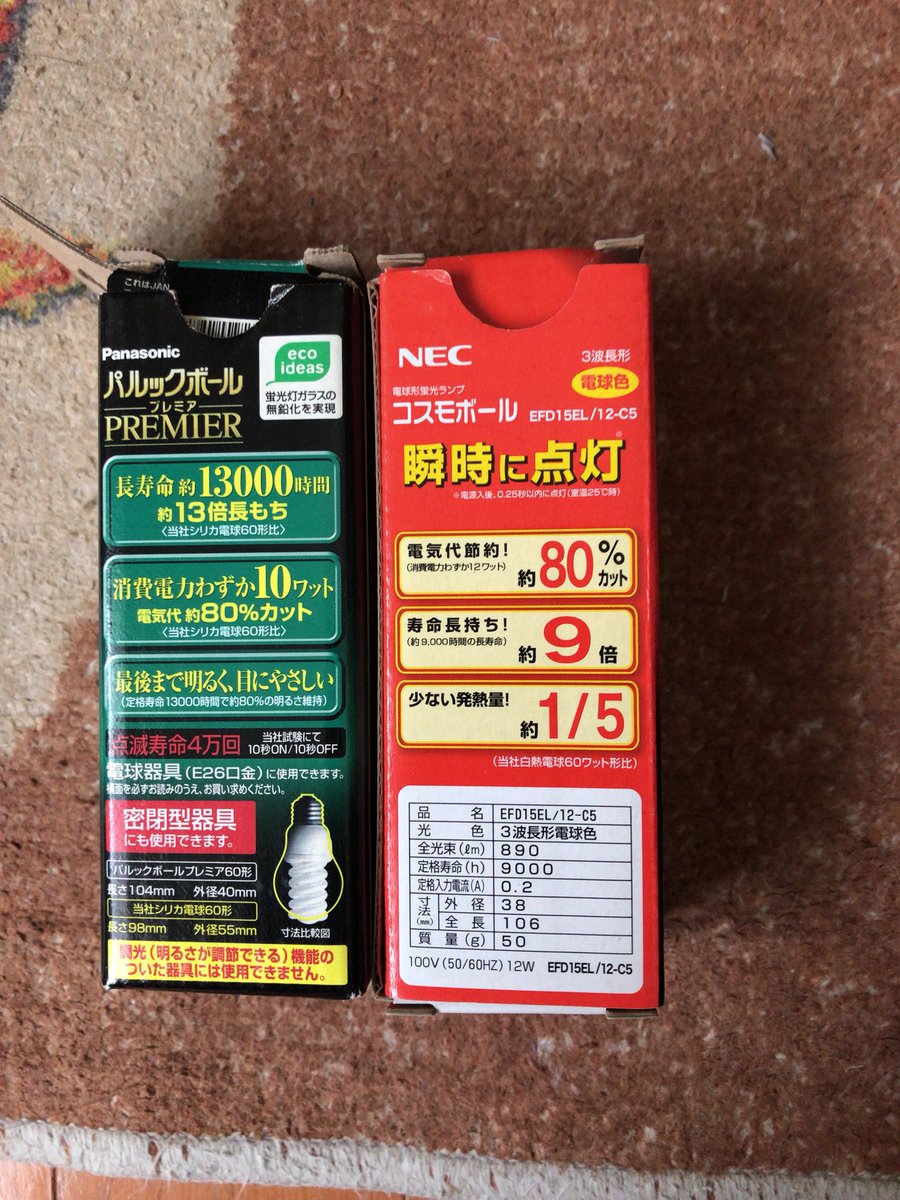 これはJAN
Panasonic
パルックボール
プレミア
PREMIER
eco
ideas
蛍光灯ガラスの
無鉛化を実現
長寿命 約13000時間
約13倍長もち
〈当社シリカ電球60形比〉
消費電力わずか10ワット
電気代 約80%カット
〈当社シリカ電球60形比〉
最後まで明るく、目にやさしい
(定格寿命13000時間で約80%の明るさ維持)
点滅寿命4万回
当社試験にて
10秒ON/10秒OFF
電球器具(E26口金)に使用できます。
側面を必ずお読みのうえ、お買い求めください。
密閉型器具
にも使用できます。
パルックボールプレミア60形
長さ104mm 外径40mm
当社シリカ電球60形
長さ98mm 外径55mm
寸法比較図
調光(明るさが調節できる)機能の
ついた器具には使用できません。
NEC
3波長形
電球色
電球形蛍光ランプ
コスモボール EFD15EL/12-C5
瞬時に点灯※
※電源入後、0.25秒以内に点灯(室温25℃時)
電気代節約!
(消費電力わずか12ワット)
約80%カット
寿命長持ち!
(約9,000時間の長寿命)
約9倍
少ない発熱量!
約1/5
(当社白熱電球60ワット形比)
品名 EFD15EL/12-C5
光色 3波長形電球色
全光束(ℓm) 890
定格寿命(h) 9000
定格入力電流(A) 0.2
寸法(mm) 外径 38
全長 106
質量(g) 50
100V(50/60HZ)12W EFD15EL/12-C5